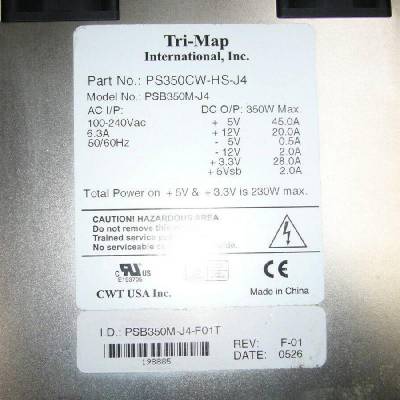 Tri-Map
International, Inc.
Part No.: PS350CW-HS-J4
Model No.: PSB350M-J4
AC I/P: DC O/P: 350W Max.
100-240Vac + 5V 45.0A
6.3A + 12V 20.0A
50/60Hz - 5V 0.5A
- 12V 2.0A
+ 3.3V 28.0A
+ 5Vsb 2.0A
Total Power on +5V & +3.3V is 230W max.
CAUTION! HAZARDOUS AREA
Do not remove this
Trained service
No serviceable
c US
CE
CWT USA Inc.
Made in China
I D.: PSB350M-J4-F01T
198885
REV: F-01
DATE: 0526